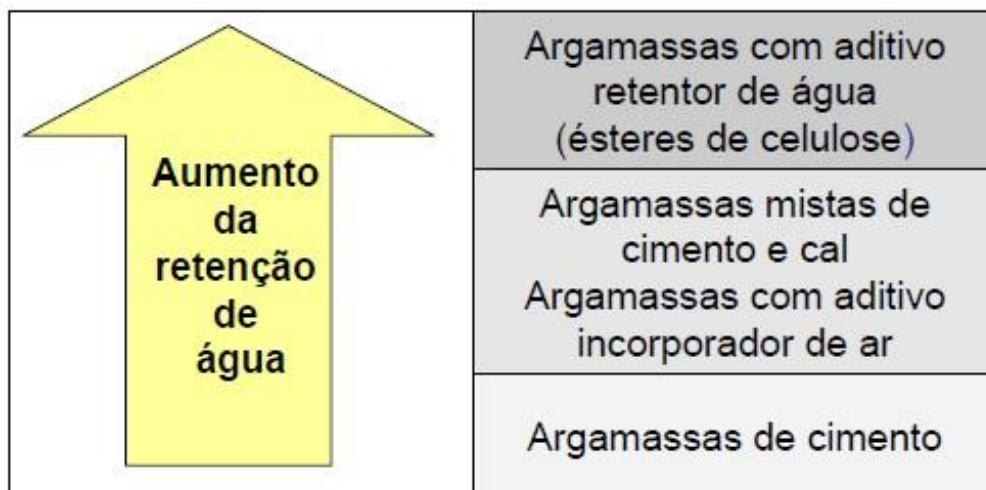 Aumento
da
retenção
de
água
Argamassas com aditivo
retentor de água
(ésteres de celulose)
Argamassas mistas de
cimento e cal
Argamassas com aditivo
incorporador de ar
Argamassas de cimento